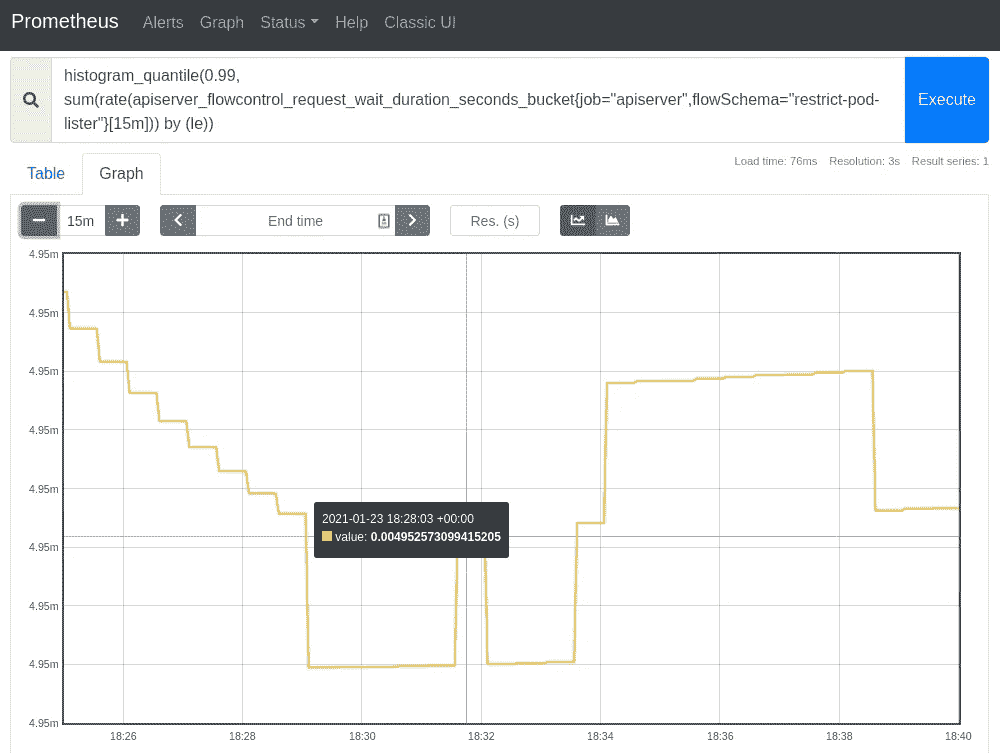 Prometheus Alerts Graph Status Help Classic UI
histogram_quantile(0.99,
sum(rate(apiserver_flowcontrol_request_wait_duration_seconds_bucket{job="apiserver",flowSchema="restrict-pod-
lister"}[15m])) by (le))
Execute
Load time: 76ms Resolution: 3s Result series: 1
Table Graph
15m End time Res. (s)
4.95m
4.95m
4.95m
4.95m
4.95m
2021-01-23 18:28:03 +00:00
value: 0.004952573099415205
4.95m
4.95m
4.95m
4.95m
18:26 18:28 18:30 18:32 18:34 18:36 18:38 18:40